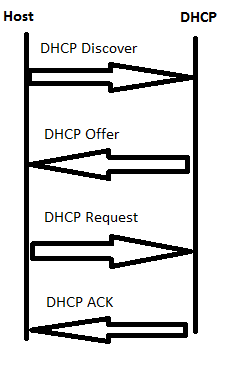 Host
DHCP
DHCP Discover
DHCP Offer
DHCP Request
DHCP ACK